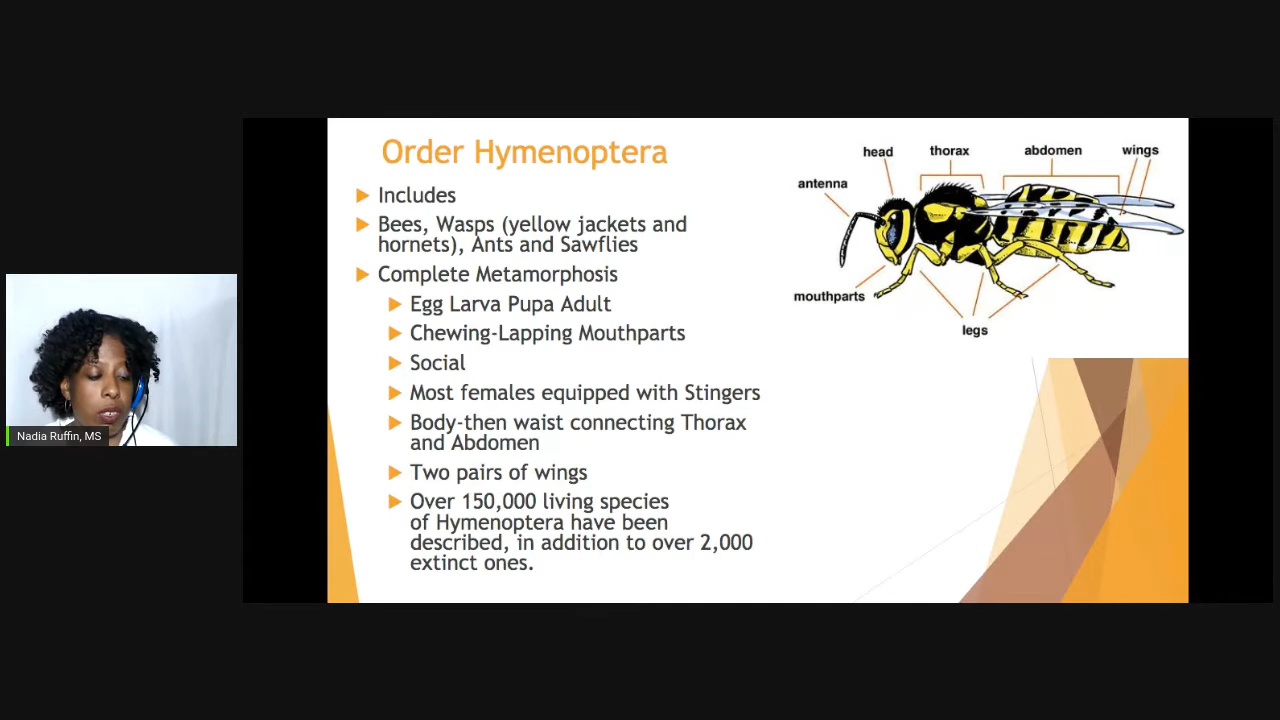 Order Hymenoptera
Includes
Bees, Wasps (yellow jackets and
hornets), Ants and Sawflies
Complete Metamorphosis
Egg Larva Pupa Adult
Chewing-Lapping Mouthparts
Social
Most females equipped with Stingers
Body-then waist connecting Thorax
and Abdomen
Two pairs of wings
Over 150,000 living species
of Hymenoptera have been
described, in addition to over 2,000
extinct ones.
head
thorax
abdomen
wings
antenna
mouthparts
legs
Nadia Ruffin, MS